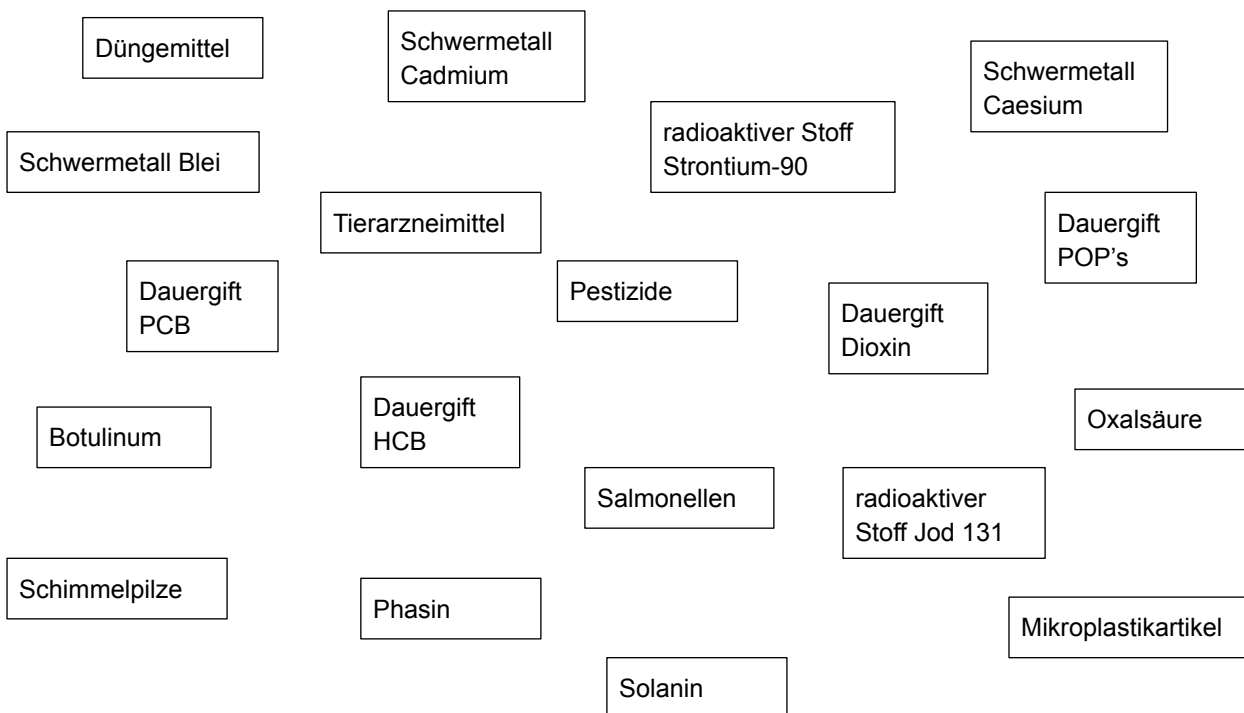 Düngemittel
Schwermetall
Cadmium
Schwermetall
Caesium
radioaktiver Stoff
Strontium-90
Schwermetall Blei
Tierarzneimittel
Dauergift
POP’s
Dauergift
PCB
Pestizide
Dauergift
Dioxin
Dauergift
HCB
Oxalsäure
Botulinum
Salmonellen
radioaktiver
Stoff Jod 131
Schimmelpilze
Phasin
Mikroplastikartikel
Solanin